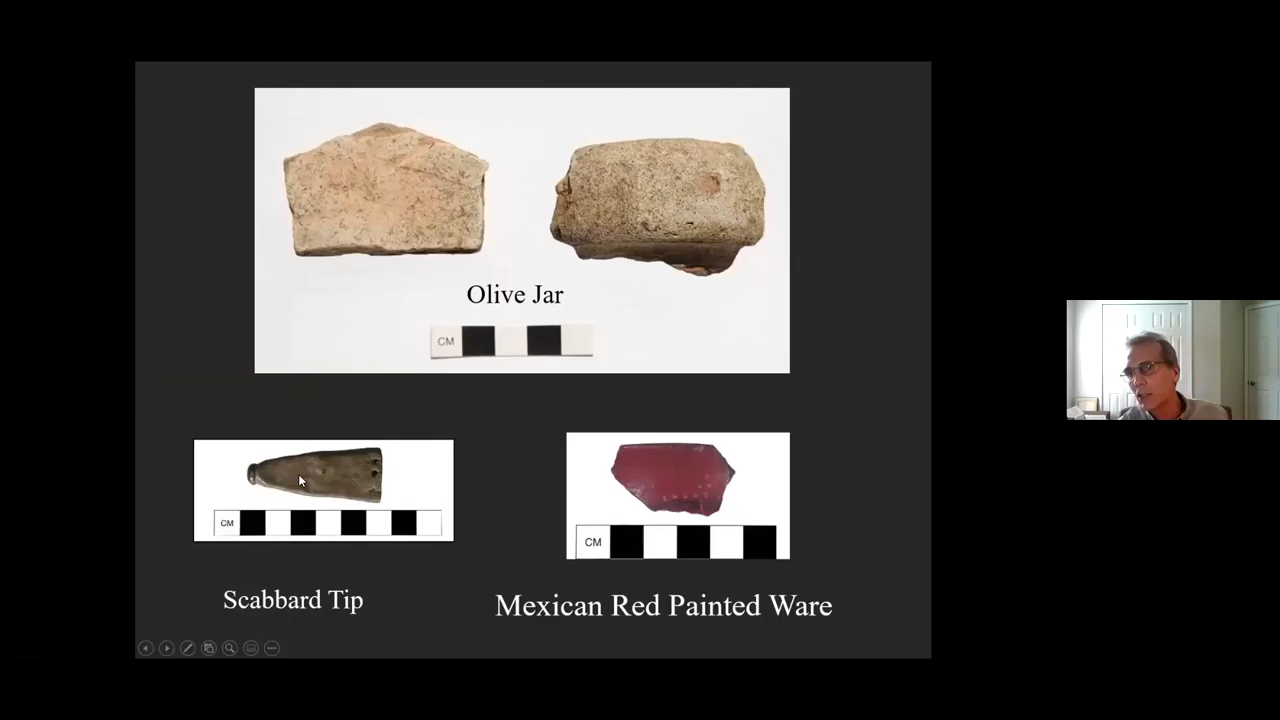 Olive Jar
CM
CM
CM
Scabbard Tip
Mexican Red Painted Ware